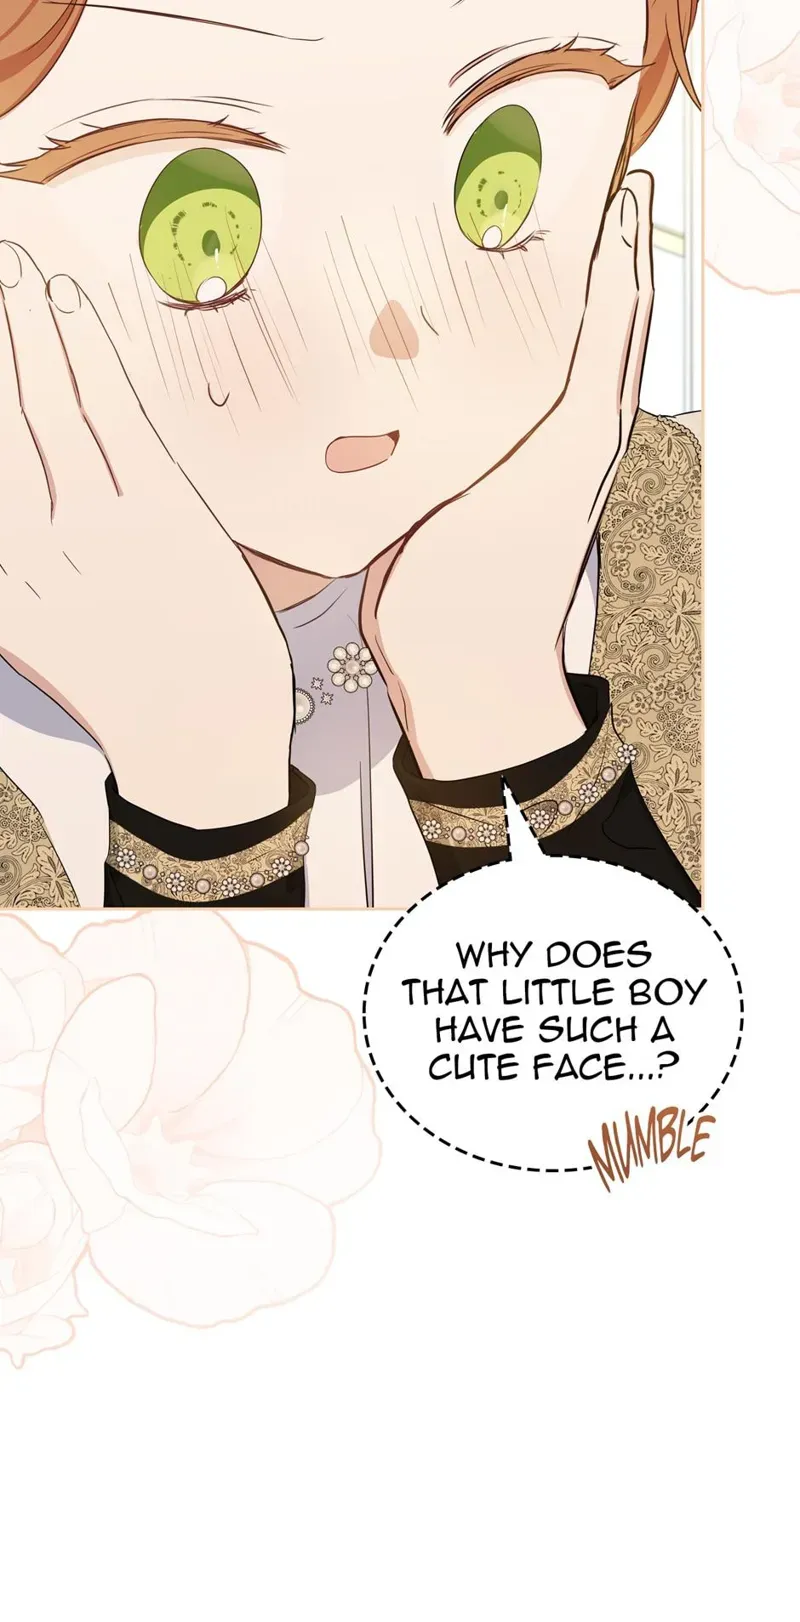 WHY DOES
THAT LITTLE BOY
HAVE SUCH A
CUTE FACE...?
MUMBLE